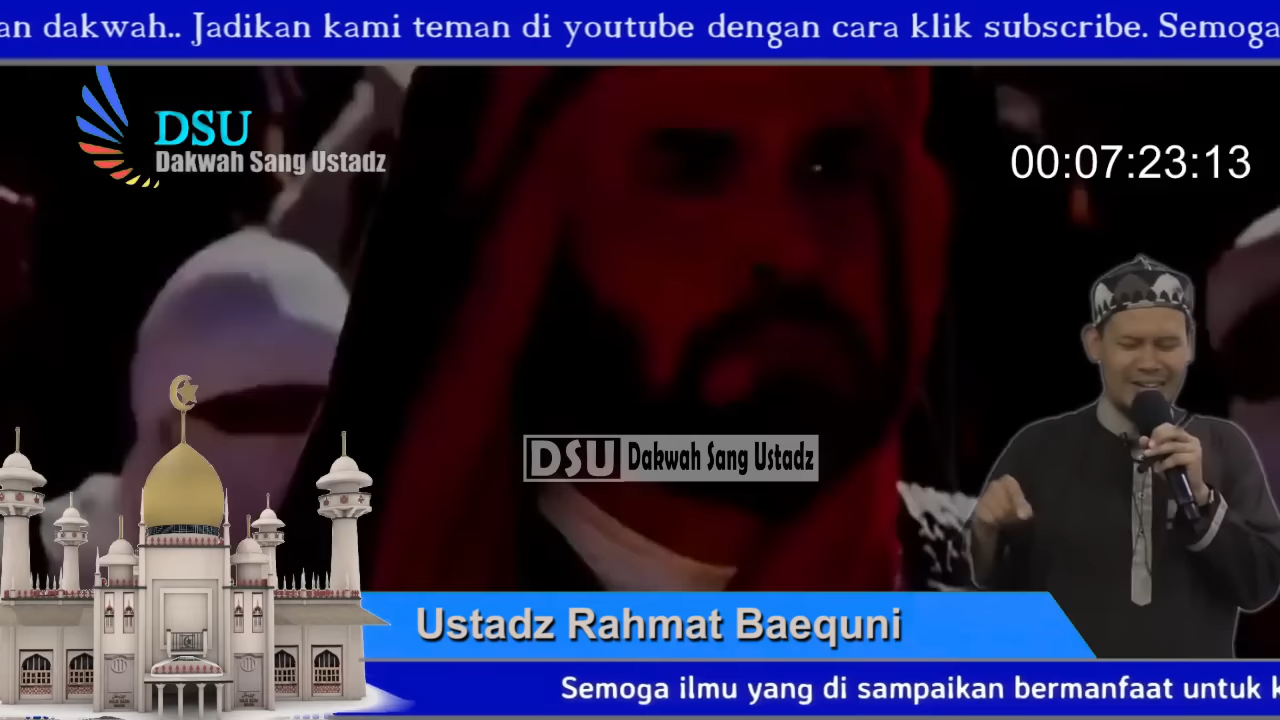 an dakwah.. Jadikan kami teman di youtube dengan cara klik subscribe. Semoga
DSU
Dakwah Sang Ustadz
00:07:23:13
DSU Dakwah Sang Ustadz
Ustadz Rahmat Baequni
Semoga ilmu yang di sampaikan bermanfaat untuk k